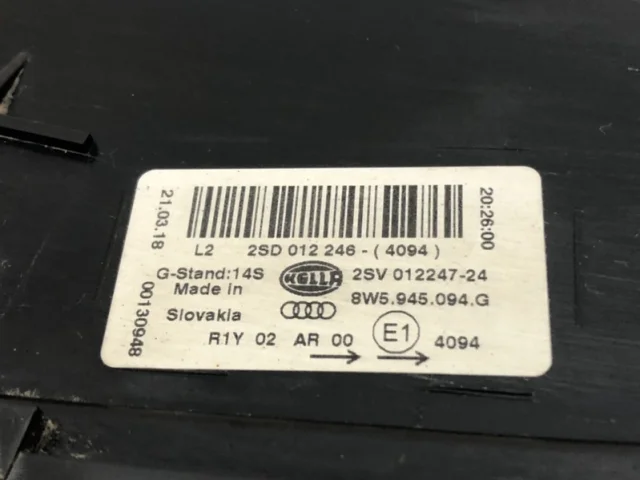 21.03.18
00130948
L2 2SD 012 246-(4094)
G-Stand:14S HELLA 2SV 012247-24
Made in 8W5.945.094.G
Slovakia
R1Y 02 AR 00 E1 4094
20:26:00